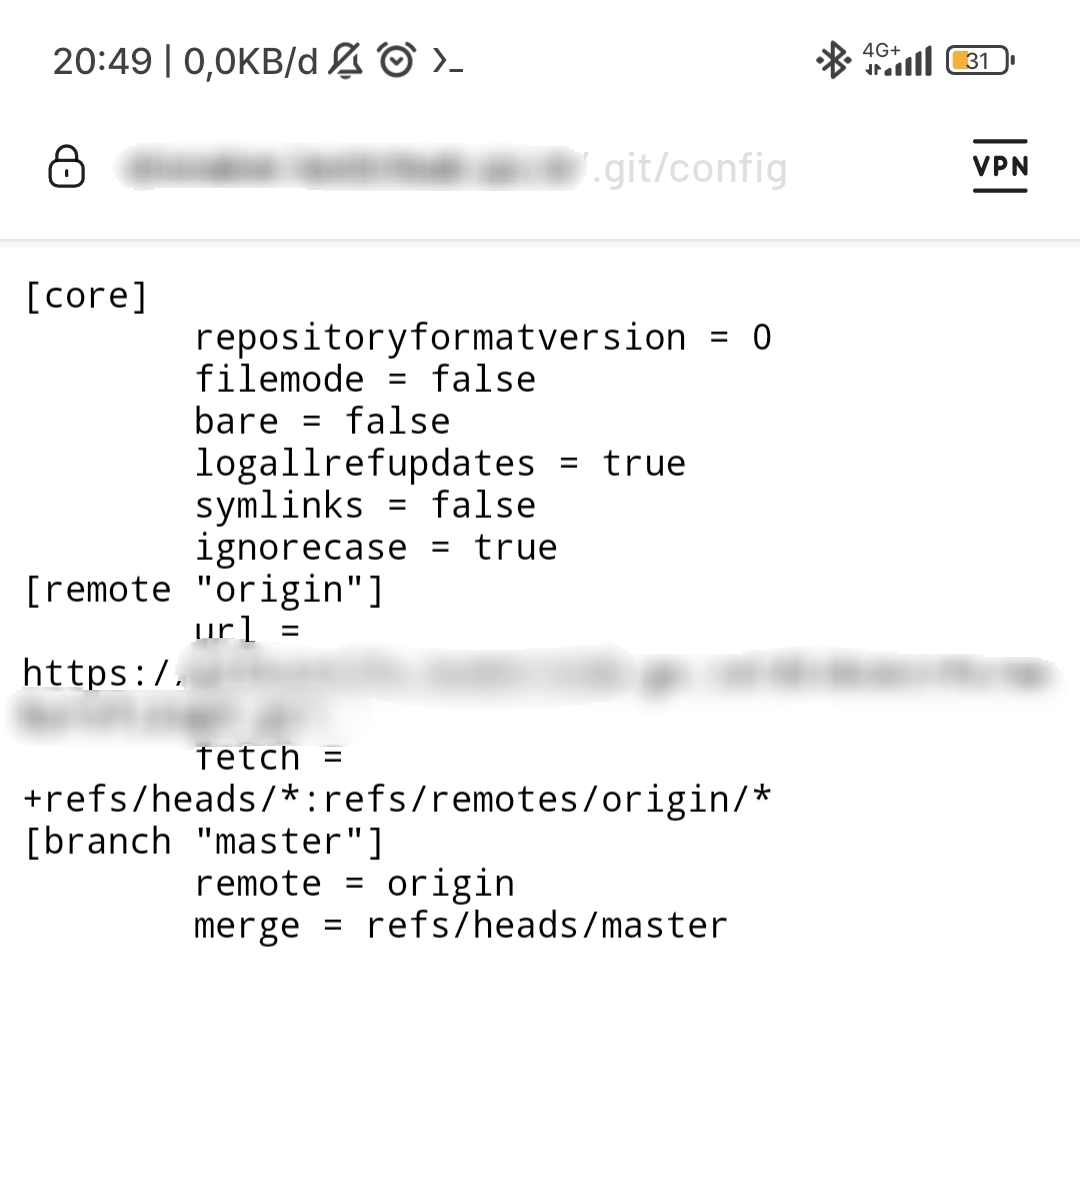 20:49 | 0,0KB/d >_ 4G+ 31
.git/config VPN
[core]
repositoryformatversion = 0
filemode = false
bare = false
logallrefupdates = true
symlinks = false
ignorecase = true
[remote "origin"]
url =
https:/
fetch =
+refs/heads/*:refs/remotes/origin/*
[branch "master"]
remote = origin
merge = refs/heads/master